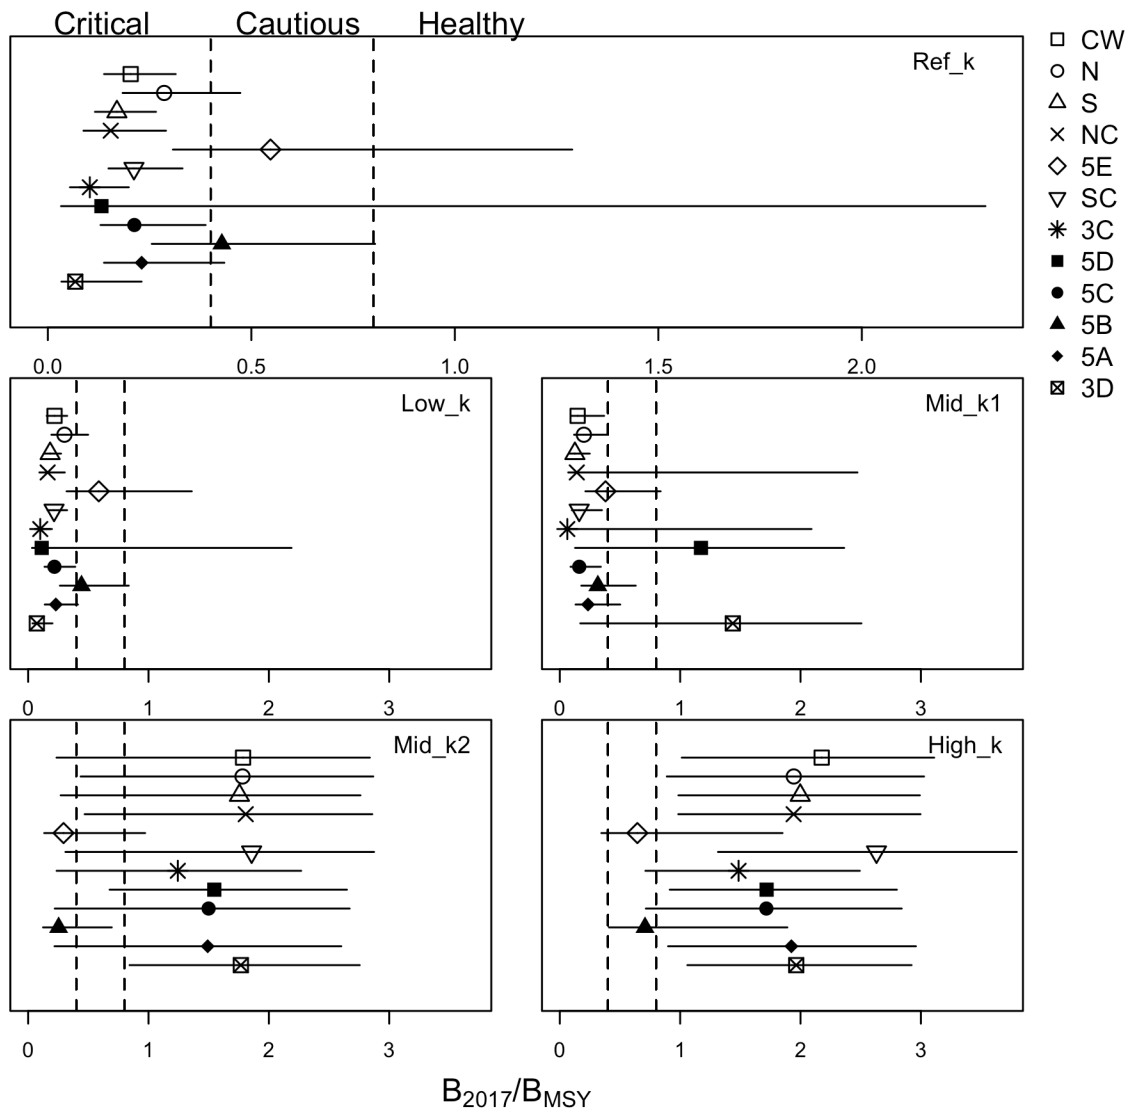 Critical Cautious Healthy
Ref_k
0.0 0.5 1.0 1.5 2.0
CW
N
S
NC
5E
SC
3C
5D
5C
5B
5A
3D
Low_k
0 1 2 3
Mid_k1
0 1 2 3
Mid_k2
0 1 2 3
High_k
0 1 2 3
B2017/BMSY